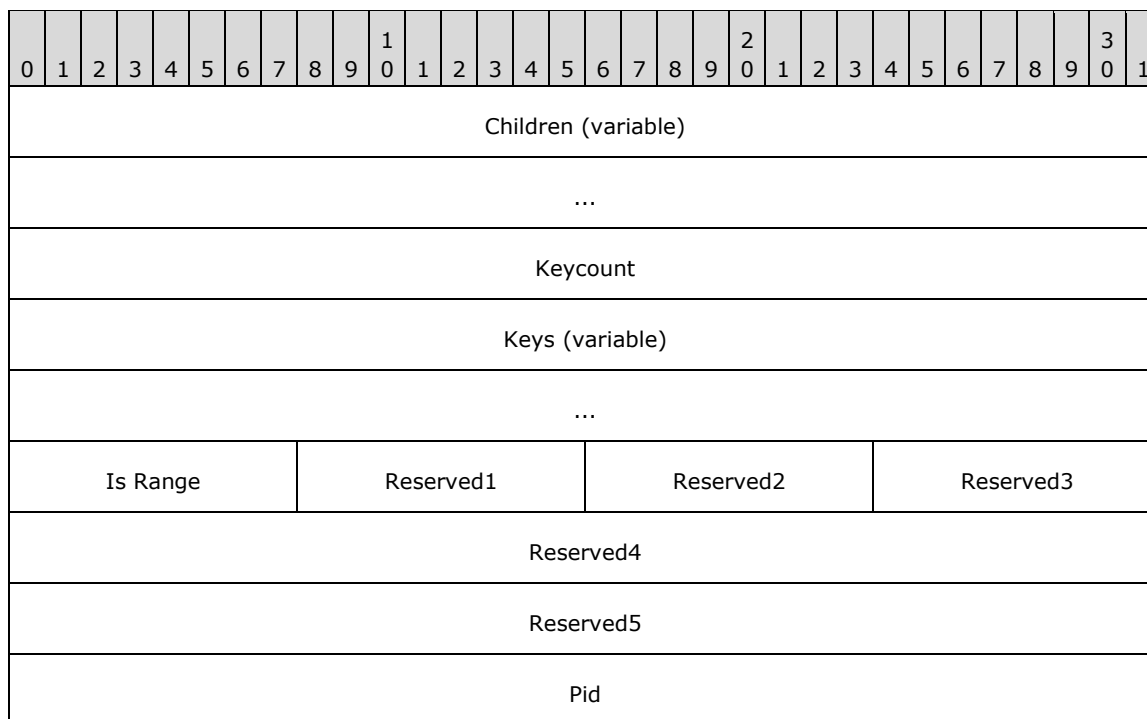 1 2 3
0 1 2 3 4 5 6 7 8 9 0 1 2 3 4 5 6 7 8 9 0 1 2 3 4 5 6 7 8 9 0 1
Children (variable)
...
Keycount
Keys (variable)
...
Is Range Reserved1 Reserved2 Reserved3
Reserved4
Reserved5
Pid